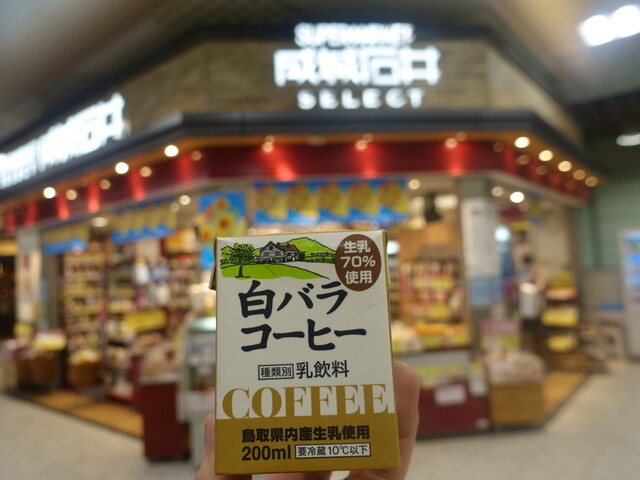 SUPERMARKET
成城石井
SELECT
生乳
70%
使用
白バラ
コーヒー
種類別 乳飲料
COFFEE
鳥取県内産生乳使用
200ml 要冷蔵10℃以下